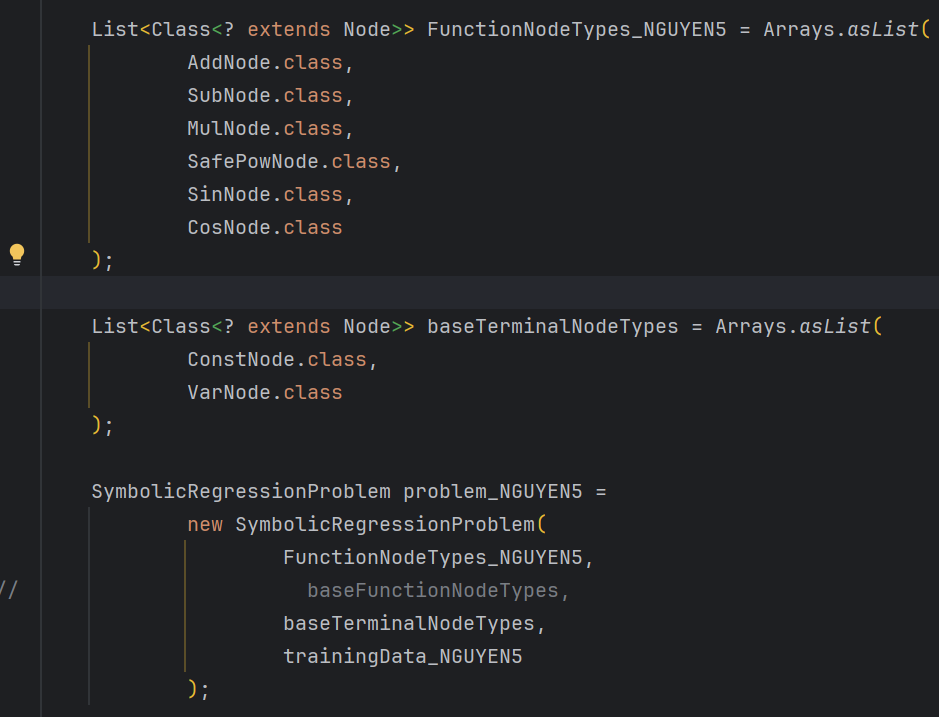 List<Class<? extends Node>> FunctionNodeTypes_NGUYEN5 = Arrays.asList(
AddNode.class,
SubNode.class,
MulNode.class,
SafePowNode.class,
SinNode.class,
CosNode.class
);
List<Class<? extends Node>> baseTerminalNodeTypes = Arrays.asList(
ConstNode.class,
VarNode.class
);
SymbolicRegressionProblem problem_NGUYEN5 =
new SymbolicRegressionProblem(
FunctionNodeTypes_NGUYEN5,
// baseFunctionNodeTypes,
baseTerminalNodeTypes,
trainingData_NGUYEN5
);